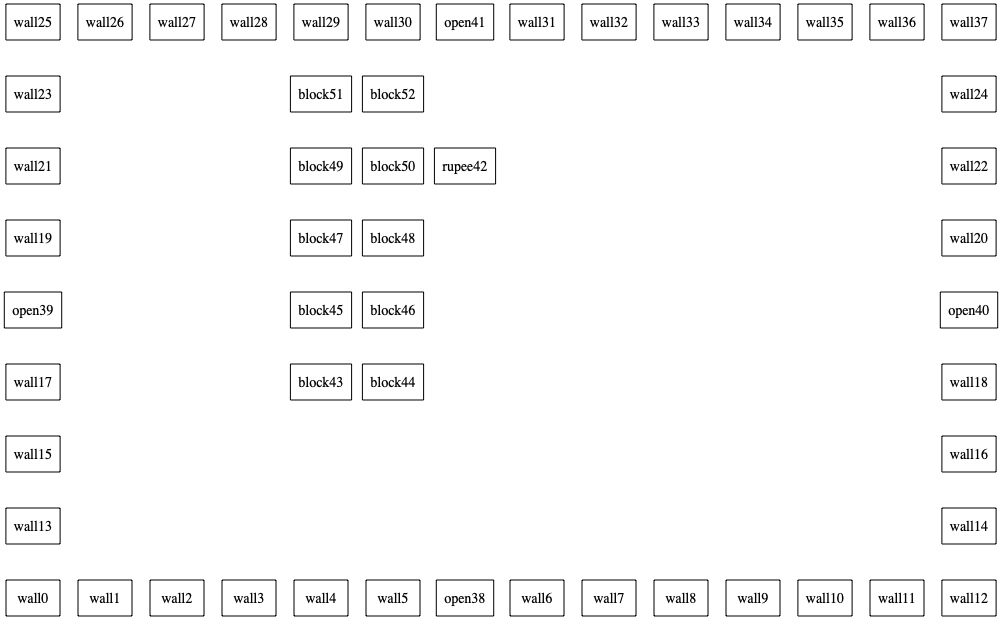 wall25 wall26 wall27 wall28 wall29 wall30 open41 wall31 wall32 wall33 wall34 wall35 wall36 wall37
wall23 block51 block52 wall24
wall21 block49 block50 rupee42 wall22
wall19 block47 block48 wall20
open39 block45 block46 open40
wall17 block43 block44 wall18
wall15 wall16
wall13 wall14
wall0 wall1 wall2 wall3 wall4 wall5 open38 wall6 wall7 wall8 wall9 wall10 wall11 wall12